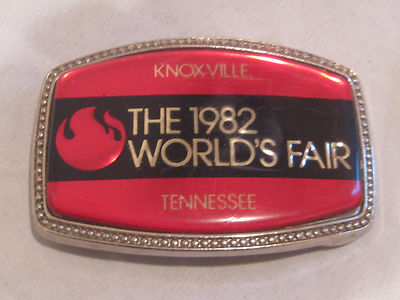 KNOXVILLE
THE 1982
WORLD'S FAIR
TENNESSEE